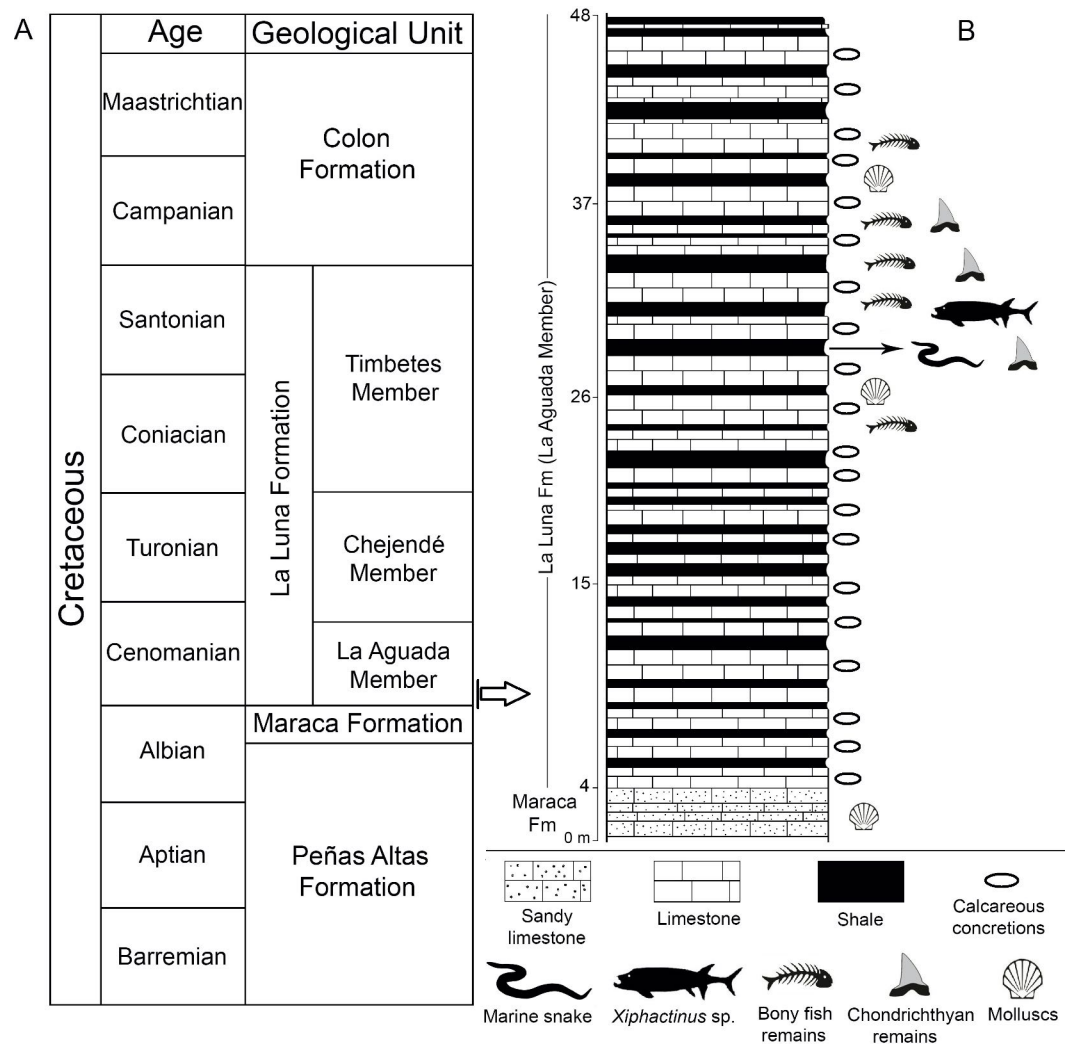 A
Age
Geological Unit
Cretaceous
Maastrichtian
Campanian
Santonian
Coniacian
Turonian
Cenomanian
Albian
Aptian
Barremian
Colon
Formation
La Luna Formation
Timbetes
Member
Chejendé
Member
La Aguada
Member
Maraca Formation
Peñas Altas
Formation
B
48
37
26
15
4
0 m
La Luna Fm (La Aguada Member)
Maraca
Fm
Sandy
limestone
Limestone
Shale
Calcareous
concretions
Marine snake
Xiphactinus sp.
Bony fish
remains
Chondrichthyan
remains
Molluscs